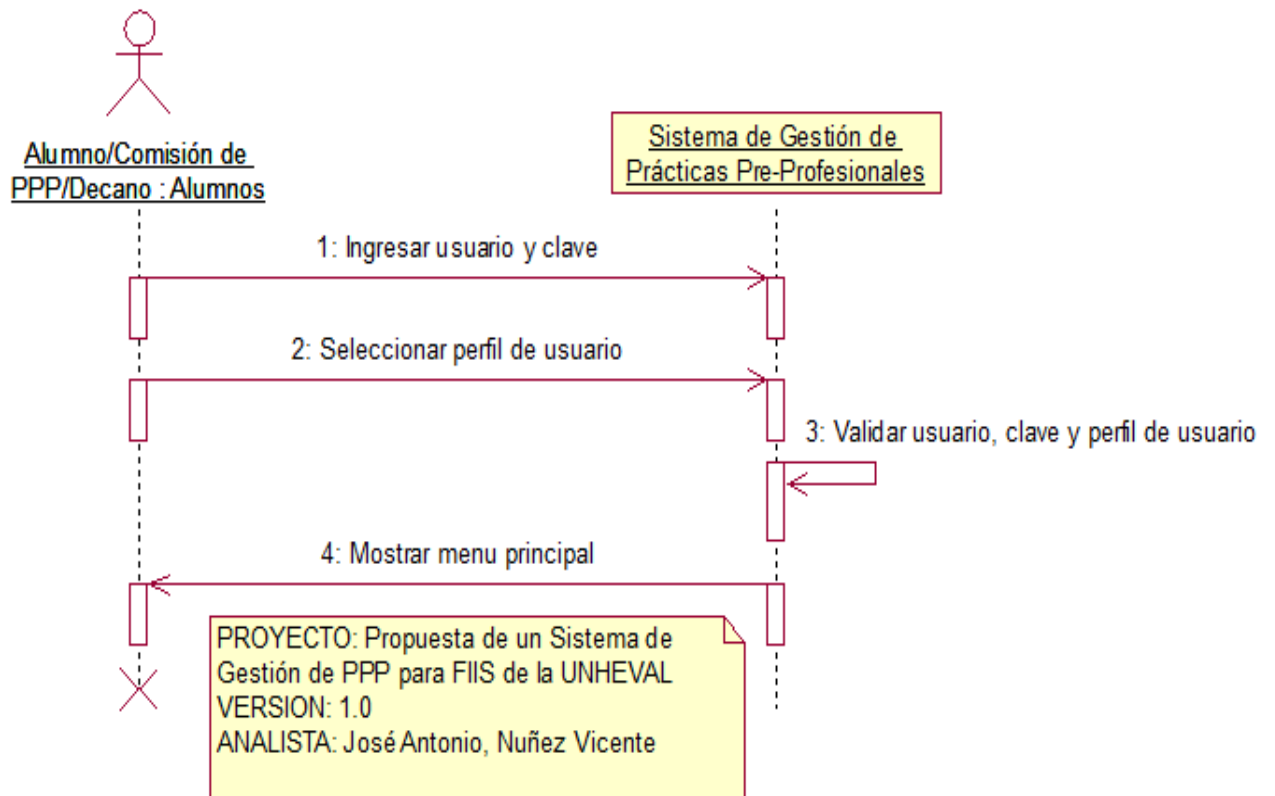 Alumno/Comisión de
PPP/Decano : Alumnos
Sistema de Gestión de
Prácticas Pre-Profesionales
1: Ingresar usuario y clave
2: Seleccionar perfil de usuario
3: Validar usuario, clave y perfil de usuario
4: Mostrar menu principal
PROYECTO: Propuesta de un Sistema de
Gestión de PPP para FIIS de la UNHEVAL
VERSION: 1.0
ANALISTA: José Antonio, Nuñez Vicente